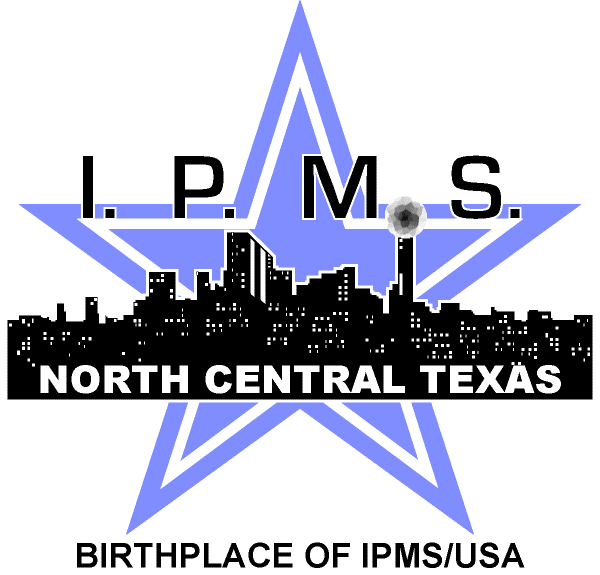 I. P. M. S.
NORTH CENTRAL TEXAS
BIRTHPLACE OF IPMS/USA